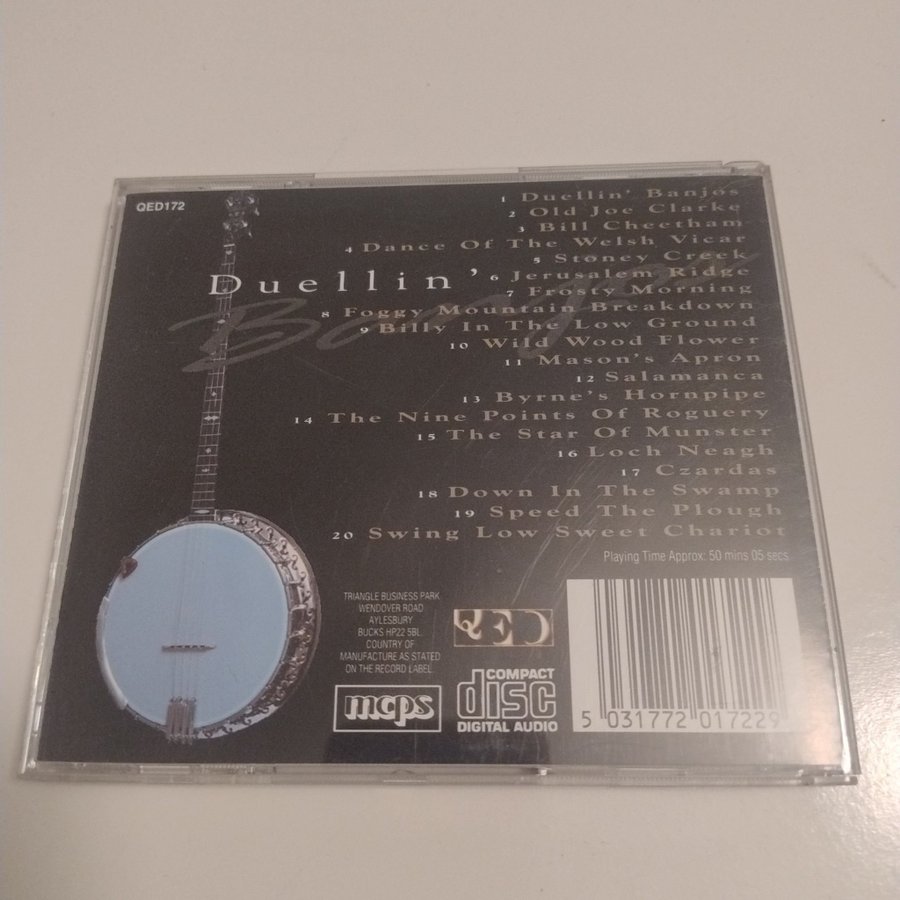 QED172
1 Duellin' Banjos
2 Old Joe Clarke
3 Bill Cheetham
4 Dance Of The Welsh Vicar
5 Stoney Creek
6 Jerusalem Ridge
7 Frosty Morning
8 Foggy Mountain Breakdown
9 Billy In The Low Ground
10 Wild Wood Flower
11 Mason's Apron
12 Salamanca
13 Byrne's Hornpipe
14 The Nine Points Of Roguery
15 The Star Of Munster
16 Loch Neagh
17 Czardas
18 Down In The Swamp
19 Speed The Plough
20 Swing Low Sweet Chariot
Duellin'
Banjos
Playing Time Approx: 50 mins 05 secs
TRIANGLE BUSINESS PARK
WENDOVER ROAD
AYLESBURY
BUCKS HP22 5BL.
COUNTRY OF
MANUFACTURE AS STATED
ON THE RECORD LABEL.
QED
mcps
COMPACT
disc
DIGITAL AUDIO
5 031772 017229